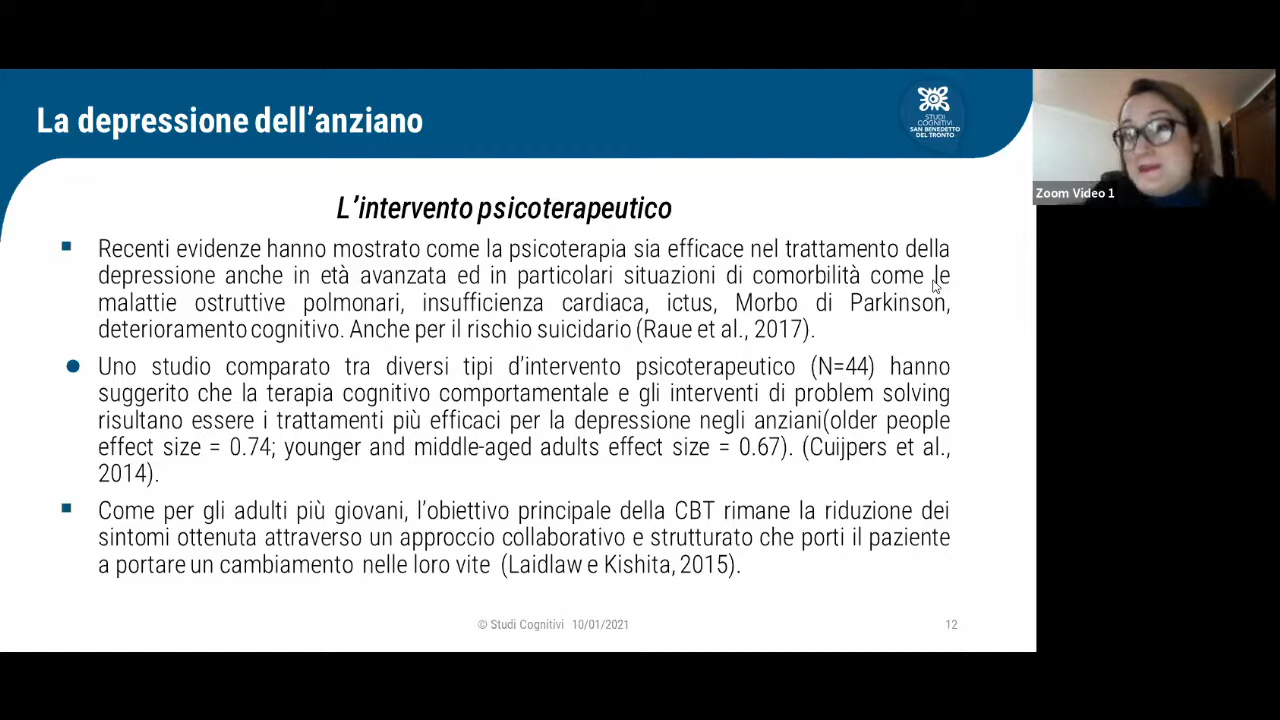 La depressione dell’anziano
STUDI
COGNITIVI
SAN BENEDETTO
DEL TRONTO
Zoom Video 1
L’intervento psicoterapeutico
Recenti evidenze hanno mostrato come la psicoterapia sia efficace nel trattamento della
depressione anche in età avanzata ed in particolari situazioni di comorbilità come le
malattie ostruttive polmonari, insufficienza cardiaca, ictus, Morbo di Parkinson,
deterioramento cognitivo. Anche per il rischio suicidario (Raue et al., 2017).
Uno studio comparato tra diversi tipi d’intervento psicoterapeutico (N=44) hanno
suggerito che la terapia cognitivo comportamentale e gli interventi di problem solving
risultano essere i trattamenti più efficaci per la depressione negli anziani(older people
effect size = 0.74; younger and middle-aged adults effect size = 0.67). (Cuijpers et al.,
2014).
Come per gli adulti più giovani, l’obiettivo principale della CBT rimane la riduzione dei
sintomi ottenuta attraverso un approccio collaborativo e strutturato che porti il paziente
a portare un cambiamento nelle loro vite (Laidlaw e Kishita, 2015).
© Studi Cognitivi 10/01/2021
12